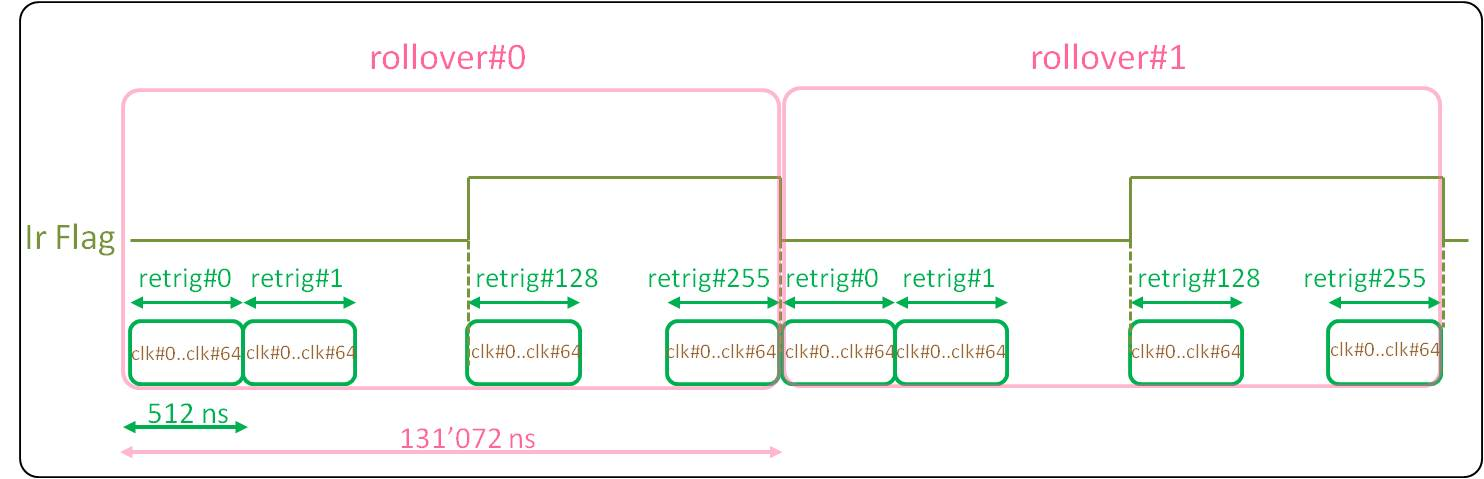 rollover#0 rollover#1
Ir Flag
retrig#0 retrig#1 retrig#128 retrig#255 retrig#0 retrig#1 retrig#128 retrig#255
clk#0..clk#64 clk#0..clk#64 clk#0..clk#64 clk#0..clk#64 clk#0..clk#64 clk#0..clk#64 clk#0..clk#64 clk#0..clk#64
512 ns
131’072 ns